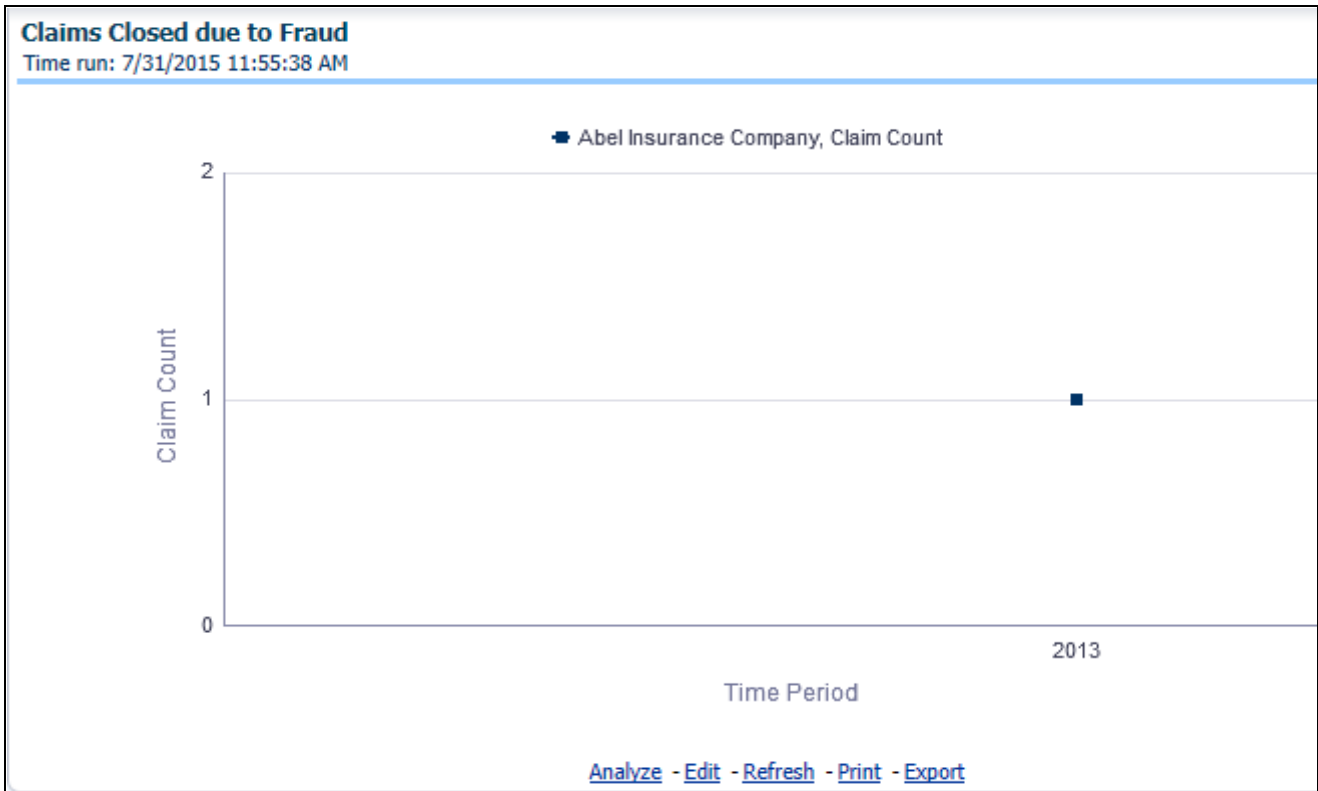 Claims Closed due to Fraud
Time run: 7/31/2015 11:55:38 AM
Abel Insurance Company, Claim Count
2
Claim Count
1
0
2013
Time Period
Analyze - Edit - Refresh - Print - Export